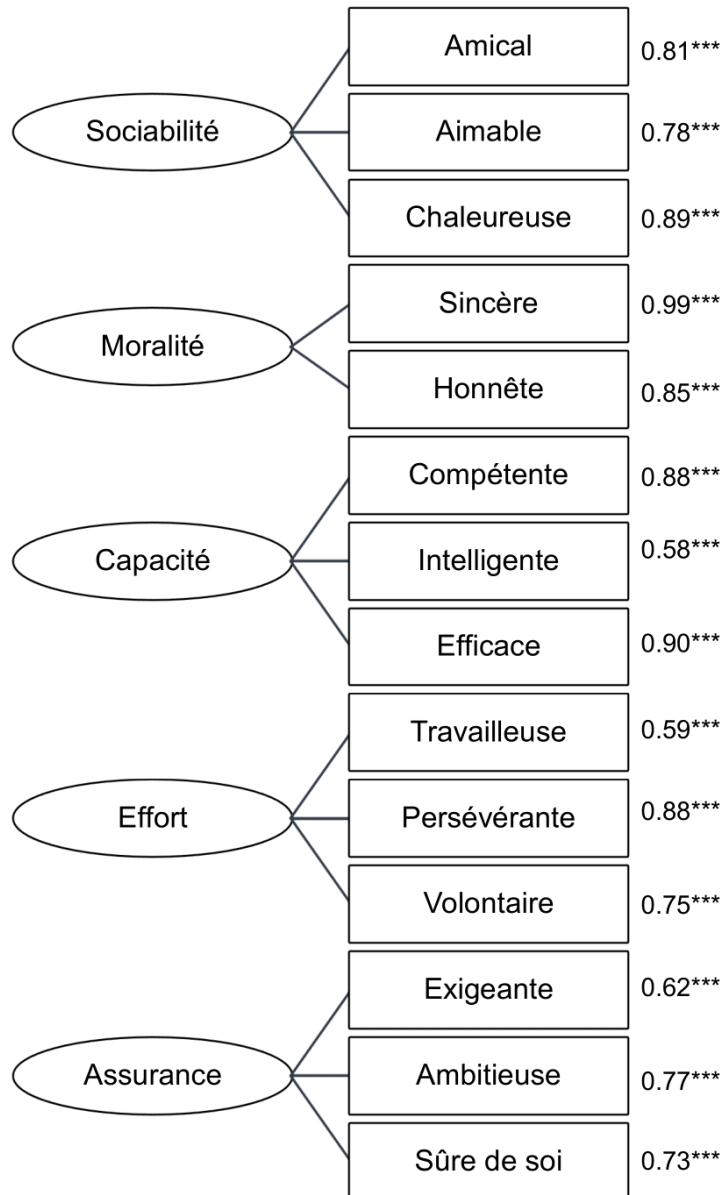 Amical 0.81***
Sociabilité Aimable 0.78***
Chaleureuse 0.89***
Sincère 0.99***
Moralité
Honnête 0.85***
Compétente 0.88***
Capacité Intelligente 0.58***
Efficace 0.90***
Travailleuse 0.59***
Effort Persévérante 0.88***
Volontaire 0.75***
Exigeante 0.62***
Assurance Ambitieuse 0.77***
Sûre de soi 0.73***